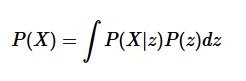 P(X) = ∫ P(X|z)P(z)dz